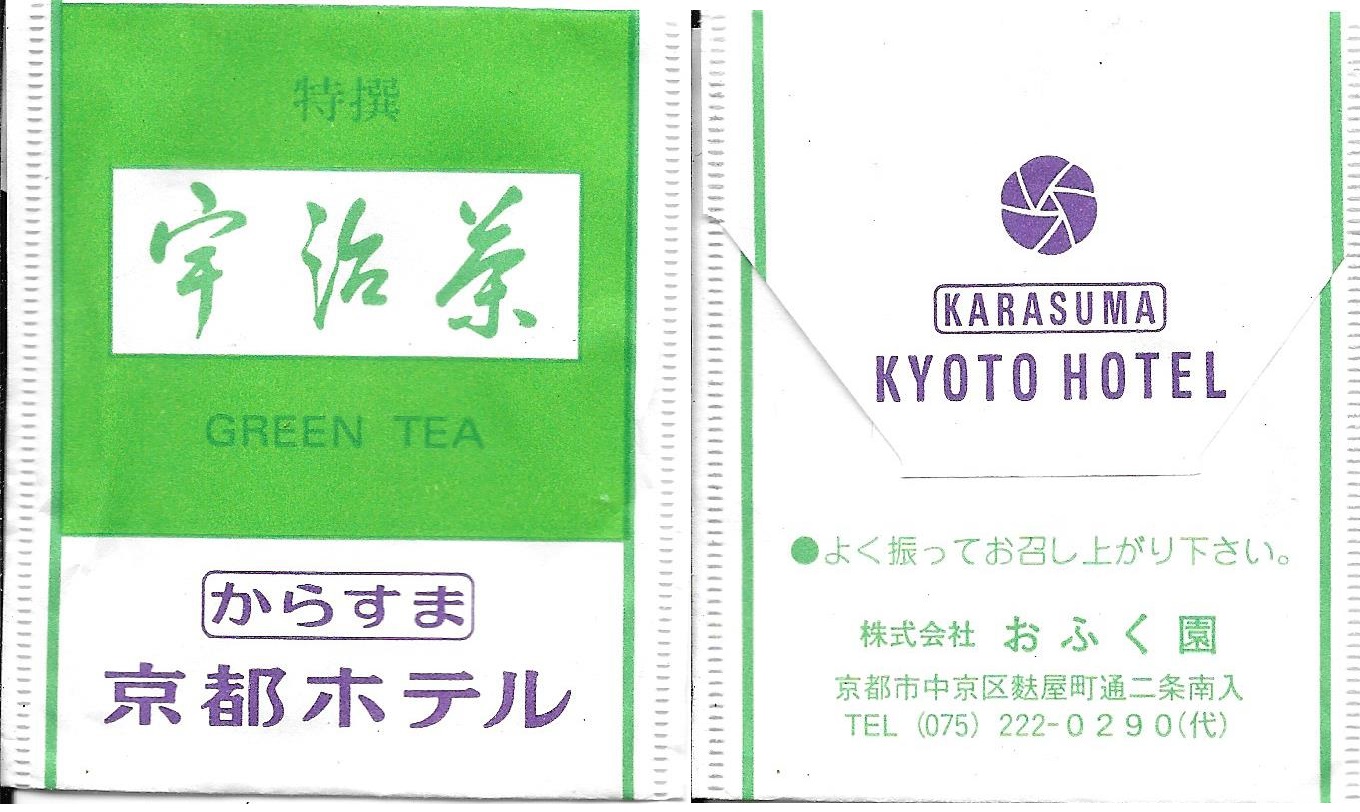 特撰
宇治茶
GREEN TEA
からすま
京都ホテル
KARASUMA
KYOTO HOTEL
●よく振ってお召し上がり下さい。
株式会社 おふく園
京都市中京区麩屋町通二条南入
TEL (075) 222-0290(代)